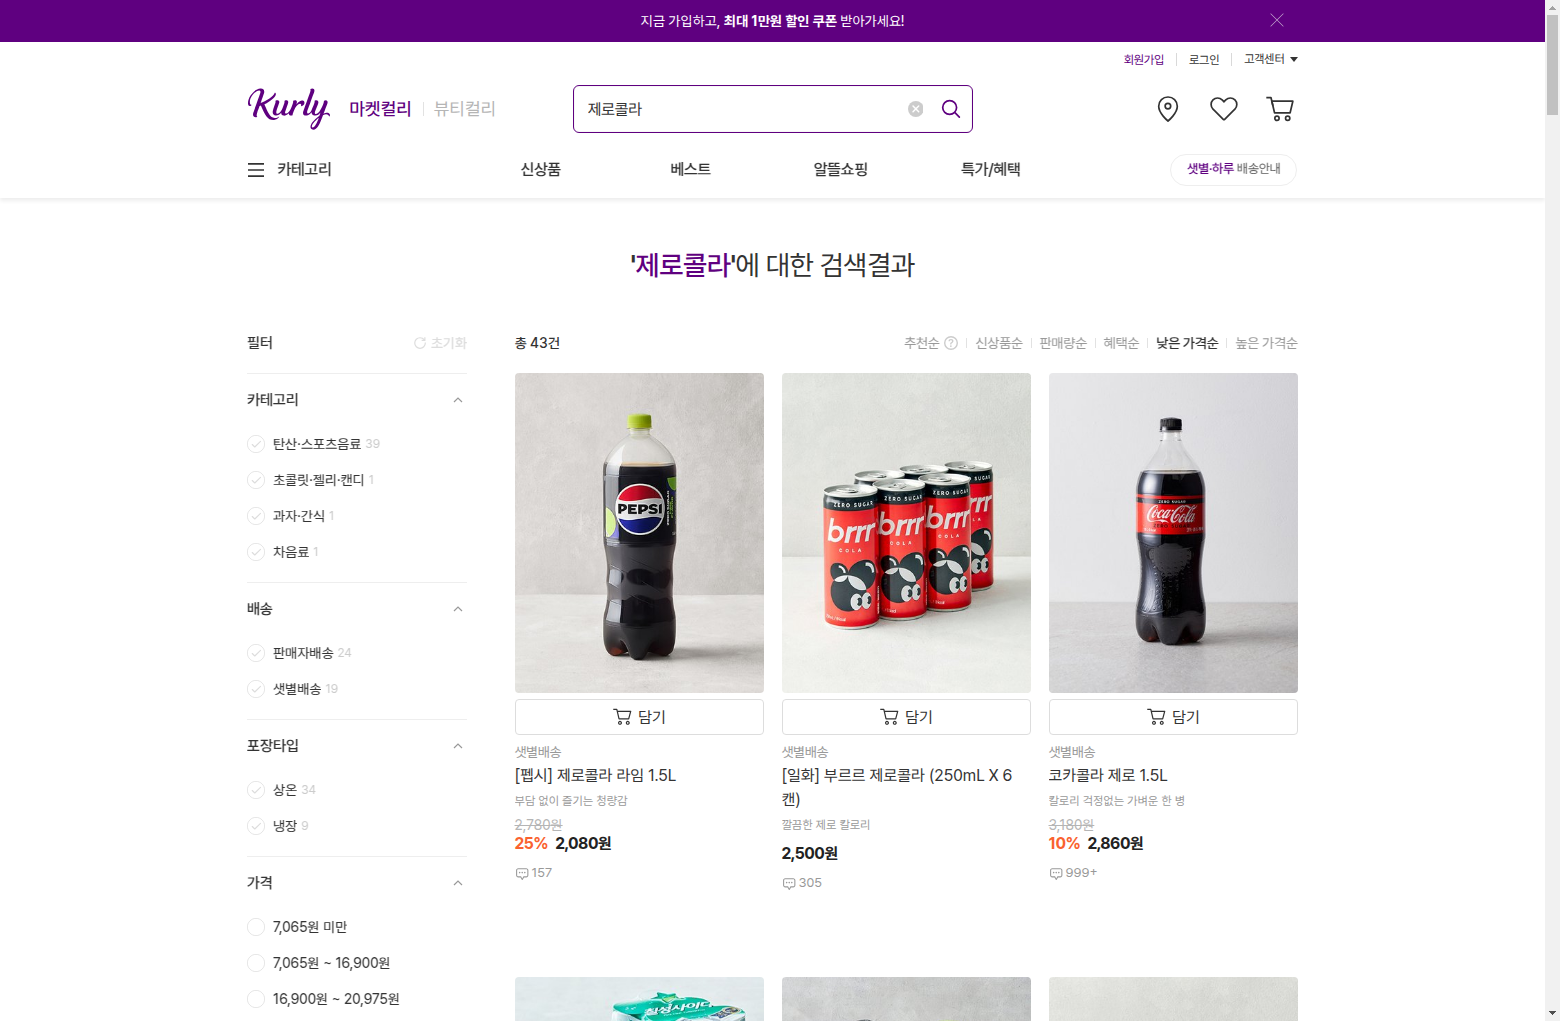 지금 가입하고, 최대 1만원 할인 쿠폰 받아가세요!
회원가입 로그인 고객센터
Kurly 마켓컬리 뷰티컬리 제로콜라
카테고리 신상품 베스트 알뜰쇼핑 특가/혜택 샛별·하루 배송안내
'제로콜라'에 대한 검색결과
필터 초기화
카테고리
탄산·스포츠음료 39
초콜릿·젤리·캔디 1
과자·간식 1
차음료 1
배송
판매자배송 24
샛별배송 19
포장타입
상온 34
냉장 9
가격
7,065원 미만
7,065원 ~ 16,900원
16,900원 ~ 20,975원
총 43건 추천순 ? 신상품순 판매량순 혜택순 낮은 가격순 높은 가격순
PEPSI
담기
샛별배송
[펩시] 제로콜라 라임 1.5L
부담 없이 즐기는 청량감
2,780원
25% 2,080원
157
ZERO SUGAR ZERO SUGAR ZERO SUGAR
brrr brrr brrr
COLA COLA COLA
담기
샛별배송
[일화] 부르르 제로콜라 (250mL X 6
캔)
깔끔한 제로 칼로리
2,500원
305
ZERO SUGAR
Coca-Cola
ZERO SUGAR
담기
샛별배송
코카콜라 제로 1.5L
칼로리 걱정없는 가벼운 한 병
3,180원
10% 2,860원
999+
칠성사이다